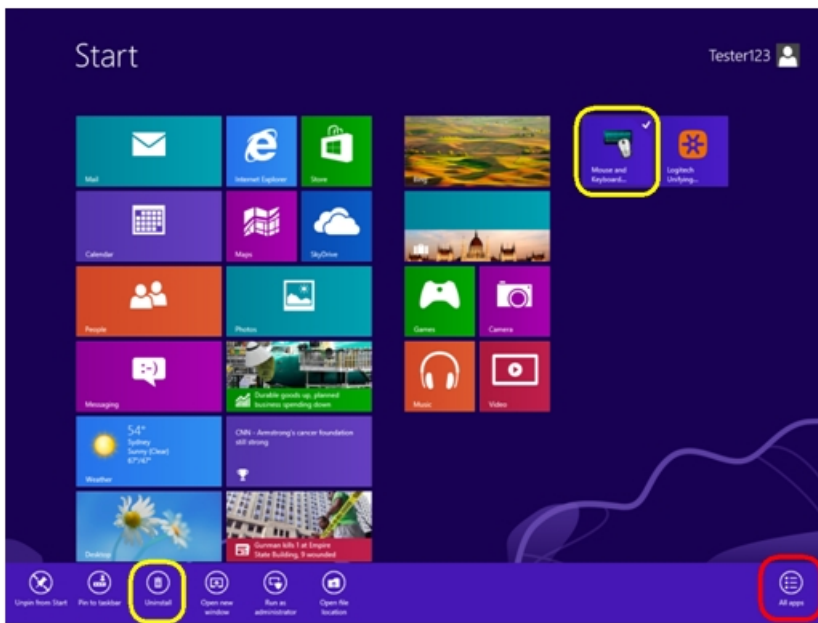 Start
Tester123
Mail
Internet Explorer
Store
Bing
Mouse and
Keyboard...
Logitech
Unifying...
Calendar
Maps
SkyDrive
People
Photos
Games
Camera
Messaging
Durable goods up, planned
business spending down
Music
Video
54°
Sydney
Sunny (Clear)
67°/47°
Weather
CNN - Armstrong's cancer foundation
still strong
Desktop
Gunman kills 1 at Empire
State Building, 9 wounded
Unpin from Start
Pin to taskbar
Uninstall
Open new
window
Run as
administrator
Open file
location
All apps